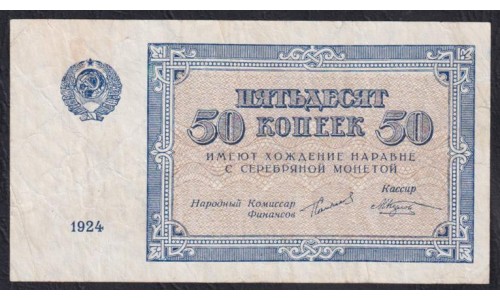 ПЯТЬДЕСЯТ
50 КОПЕЕК 50
ИМЕЮТ ХОЖДЕНИЕ НАРАВНЕ
С СЕРЕБРЯНОЙ МОНЕТОЙ
Народный Комиссар
Финансов
Кассир
1924